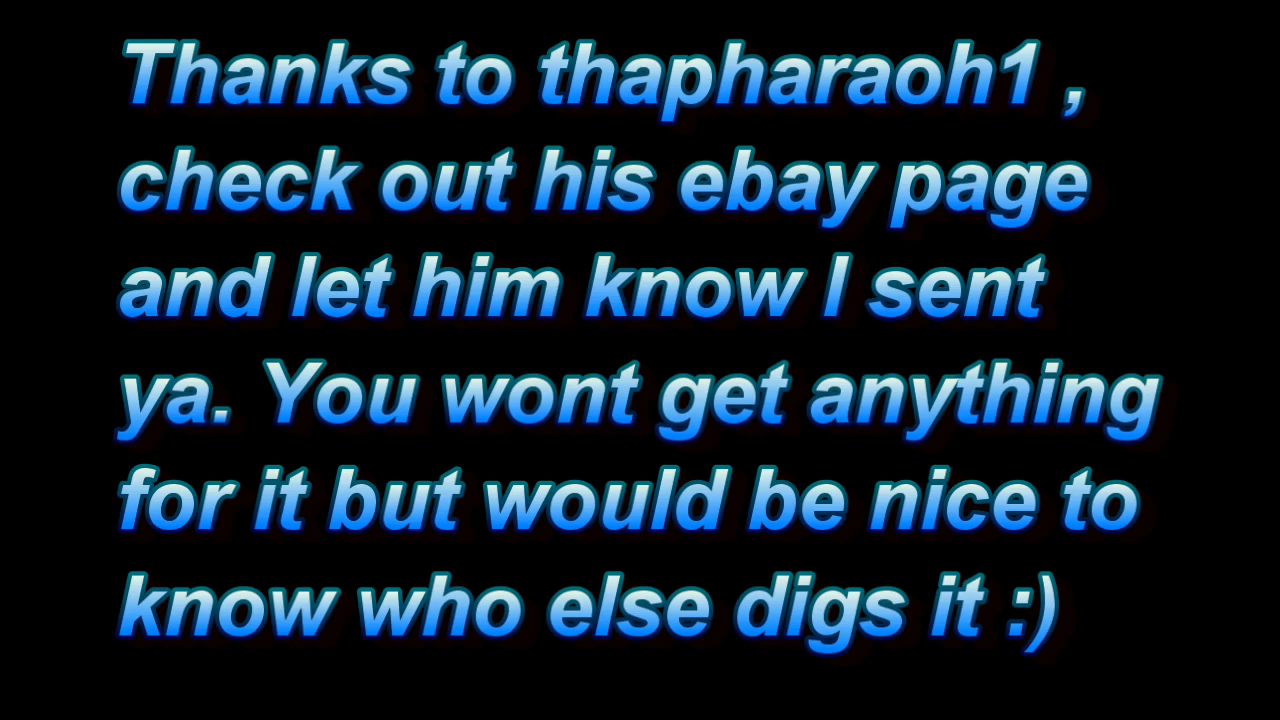 Thanks to thapharaoh1 ,
check out his ebay page
and let him know I sent
ya. You wont get anything
for it but would be nice to
know who else digs it :)